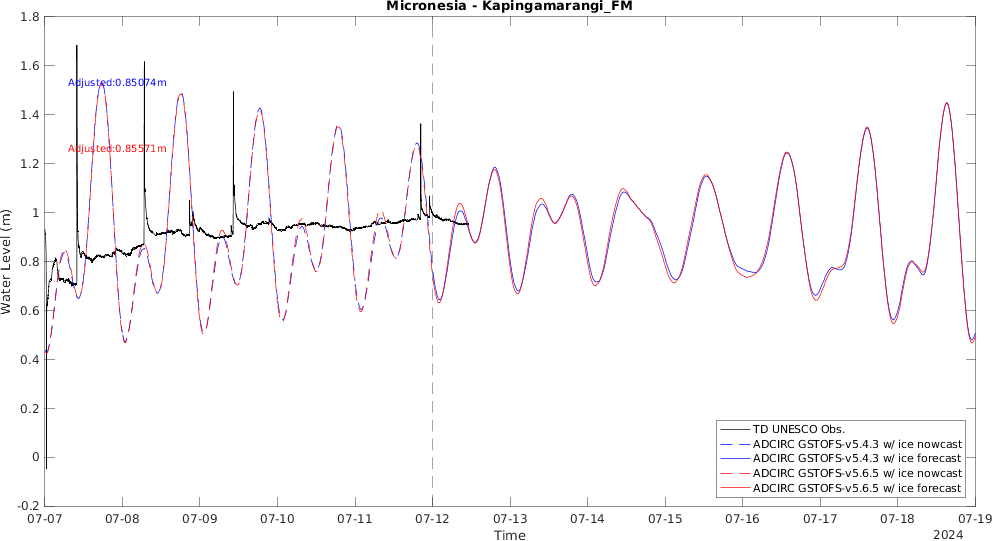 Micronesia - Kapingamarangi_FM
Water Level (m)
1.8
1.6
1.4
1.2
1
0.8
0.6
0.4
0.2
0
-0.2
Adjusted:0.85074m
Adjusted:0.85571m
TD UNESCO Obs.
ADCIRC GSTOFS-v5.4.3 w/ ice nowcast
ADCIRC GSTOFS-v5.4.3 w/ ice forecast
ADCIRC GSTOFS-v5.6.5 w/ ice nowcast
ADCIRC GSTOFS-v5.6.5 w/ ice forecast
07-07 07-08 07-09 07-10 07-11 07-12 07-13 07-14 07-15 07-16 07-17 07-18 07-19
Time
2024